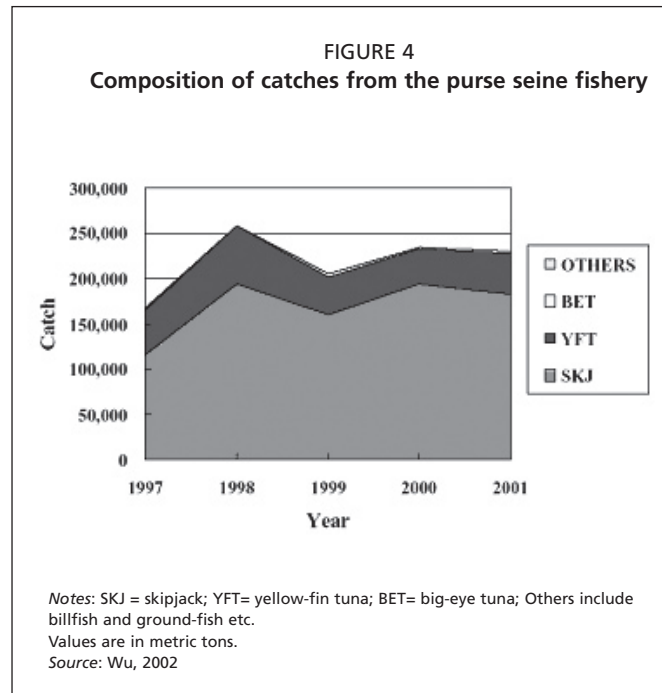 FIGURE 4
Composition of catches from the purse seine fishery
300,000
250,000
200,000
150,000
100,000
50,000
0
Catch
1997 1998 1999 2000 2001
Year
OTHERS
BET
YFT
SKJ
Notes: SKJ = skipjack; YFT= yellow-fin tuna; BET= big-eye tuna; Others include
billfish and ground-fish etc.
Values are in metric tons.
Source: Wu, 2002